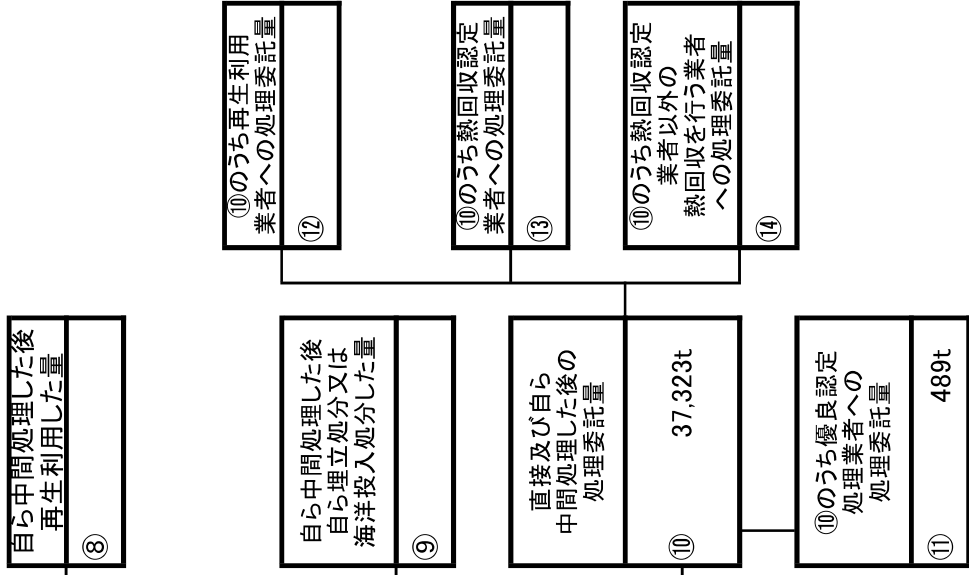 自ら中間処理した後
再生利用した量
⑧
自ら中間処理した後
自ら埋立処分又は
海洋投入処分した量
⑨
直接及び自ら
中間処理した後の
処理委託量
⑩
37,323t
⑩のうち優良認定
処理業者への
処理委託量
⑪
489t
⑩のうち再生利用
業者への処理委託量
⑫
⑩のうち熱回収認定
業者への処理委託量
⑬
⑩のうち熱回収認定
業者以外の
熱回収を行う業者
への処理委託量
⑭